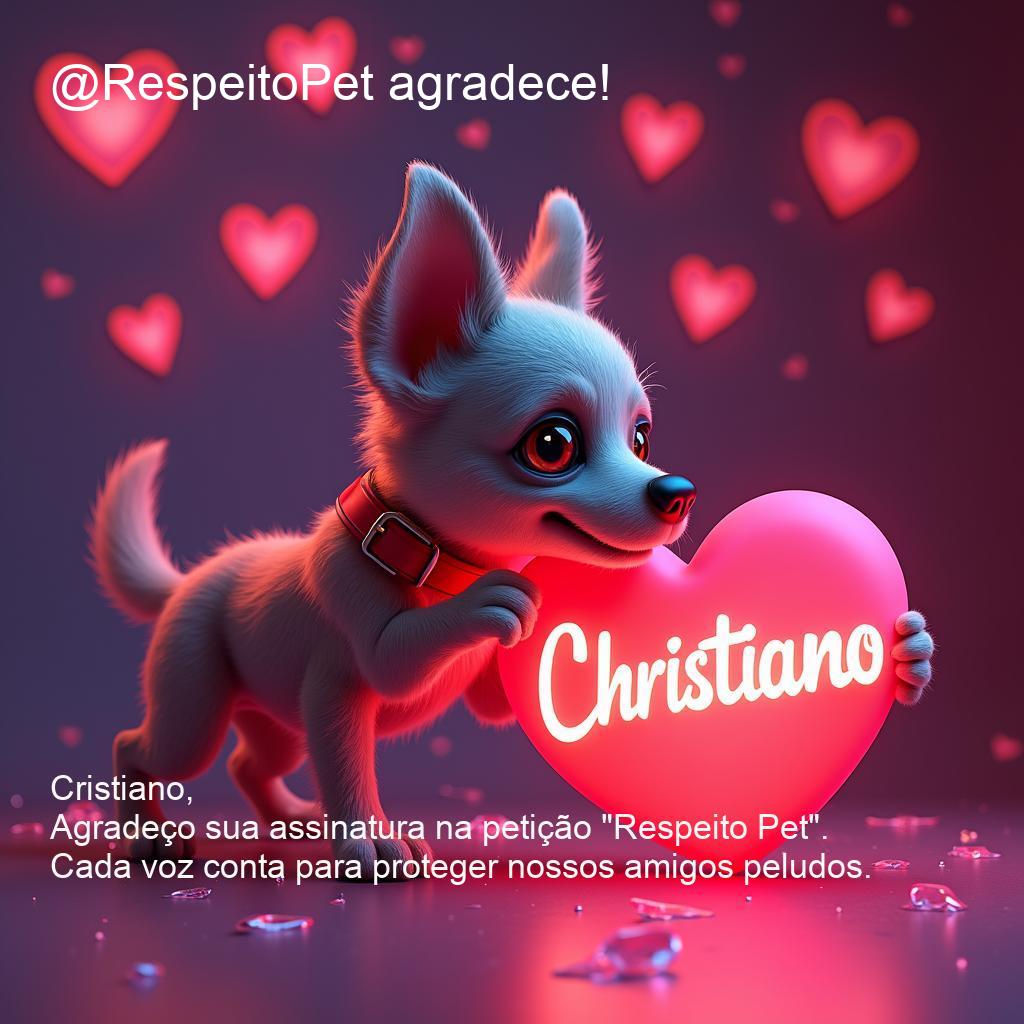 @RespeitoPet agradece!
Christiano
Cristiano,
Agradeço sua assinatura na petição "Respeito Pet".
Cada voz conta para proteger nossos amigos peludos.